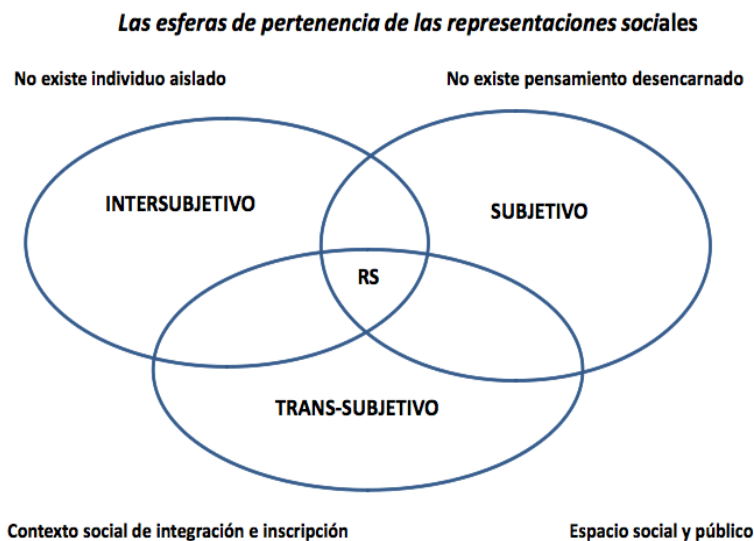 Las esferas de pertenencia de las representaciones sociales
No existe individuo aislado
No existe pensamiento desencarnado
INTERSUBJETIVO
SUBJETIVO
RS
TRANS-SUBJETIVO
Contexto social de integración e inscripción
Espacio social y público